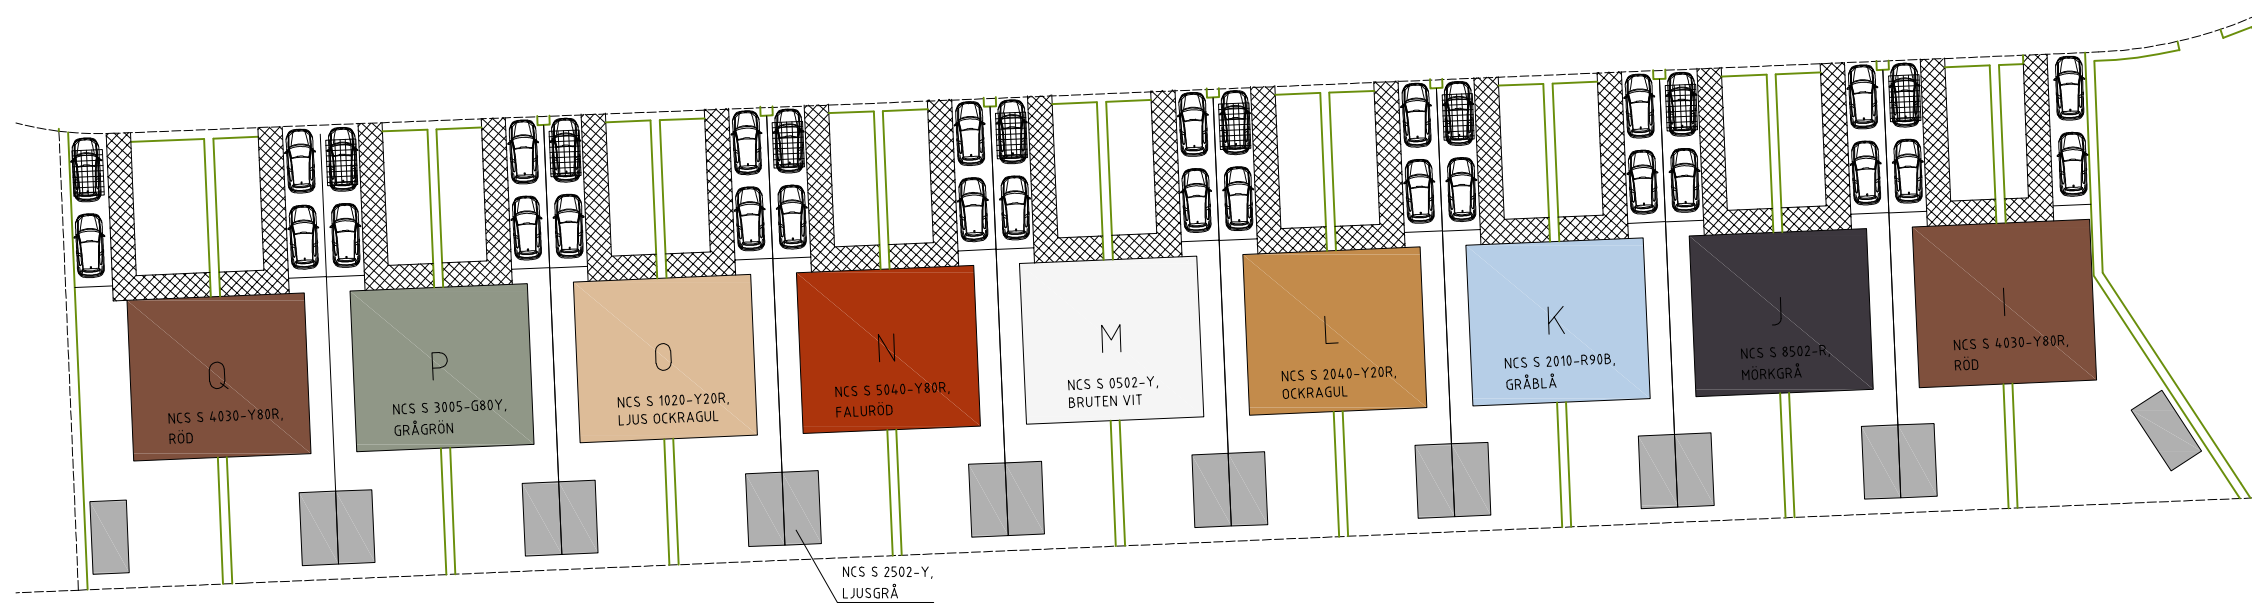 Q
NCS S 4030-Y80R,
RÖD
P
NCS S 3005-G80Y,
GRÅGRÖN
O
NCS S 1020-Y20R,
LJUS OCKRAGUL
N
NCS S 5040-Y80R,
FALURÖD
M
NCS S 0502-Y,
BRUTEN VIT
L
NCS S 2040-Y20R,
OCKRAGUL
K
NCS S 2010-R90B,
GRÅBLÅ
J
NCS S 8502-R,
MÖRKGRÅ
I
NCS S 4030-Y80R,
RÖD
NCS S 2502-Y,
LJUSGRÅ